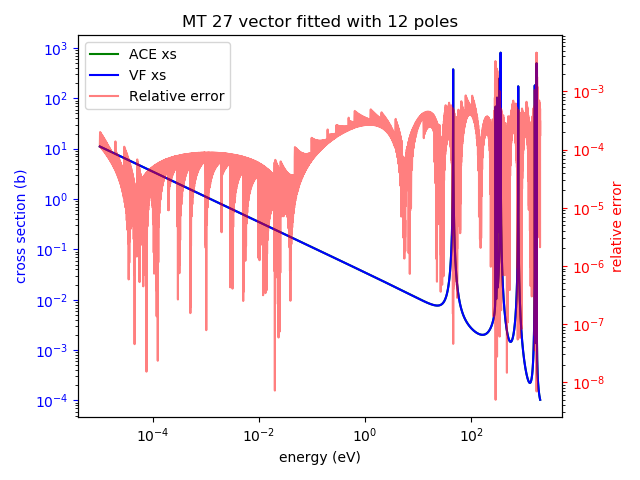 MT 27 vector fitted with 12 poles
ACE xs
VF xs
Relative error
cross section (b)
10^3
10^2
10^1
10^0
10^-1
10^-2
10^-3
10^-4
10^-4
10^-2
10^0
10^2
energy (eV)
10^-3
10^-4
10^-5
10^-6
10^-7
10^-8
relative error